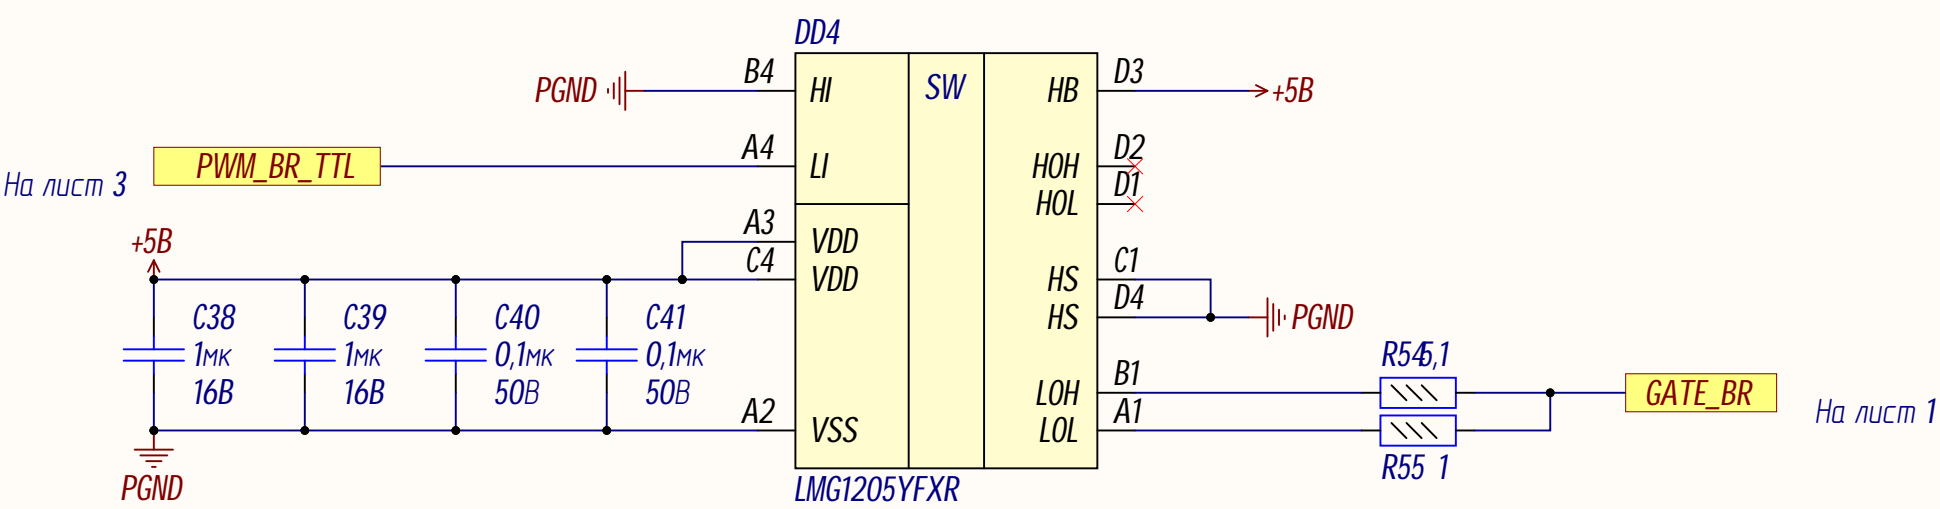 DD4
B4
HI
SW
HB
D3
PGND
+5В
A4
LI
D2
HOH
PWM_BR_TTL
На лист 3
D1
HOL
A3
VDD
+5В
C4
VDD
C1
HS
D4
HS
PGND
C38
1мк
16В
C39
1мк
16В
C40
0,1мк
50В
C41
0,1мк
50В
R54 5,1
B1
LOH
GATE_BR
На лист 1
A2
VSS
A1
LOL
R55 1
PGND
LMG1205YFXR